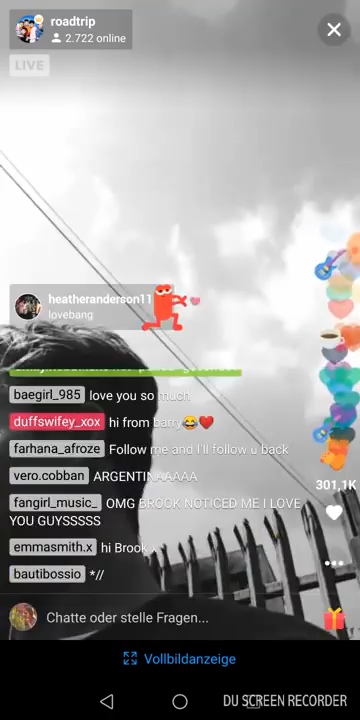 roadtrip
2.722 online
LIVE
heatheranderson11
lovebang
baegirl_985 love you so much
duffswifey_xox hi from Barry😂❤️
farhana_afroze Follow me and I'll follow u back
vero.cobban ARGENTINAAAAA
fangirl_music_ OMG BROOK NOTICED ME I LOVE
YOU GUYSSSSS
301.1K
emmasmith.x hi Brook x
bautibossio *//
Chatte oder stelle Fragen...
Vollbildanzeige
DU SCREEN RECORDER